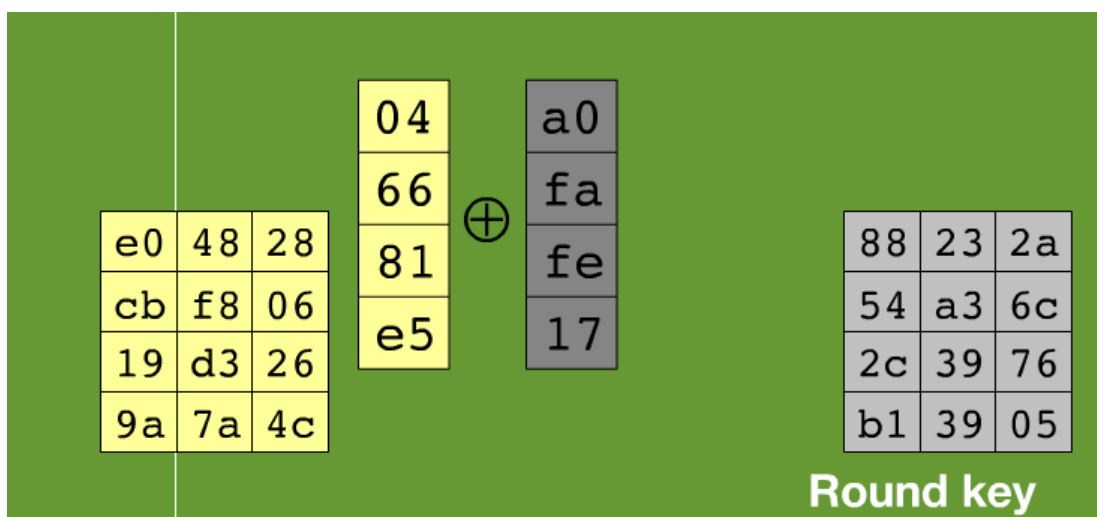 04 a0
66 fa
e0 48 28 88 23 2a
81 fe
cb f8 06 54 a3 6c
e5 17
19 d3 26 2c 39 76
9a 7a 4c b1 39 05
Round key